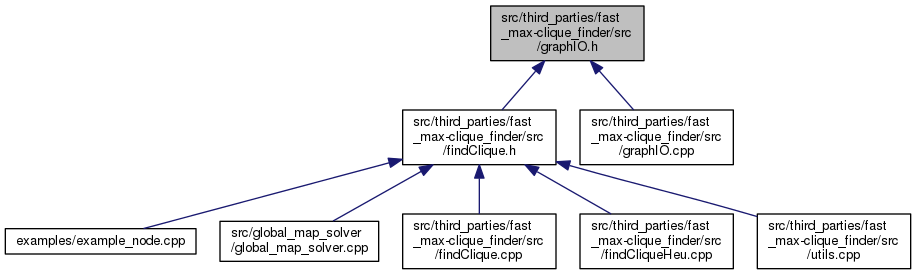 src/third_parties/fast
_max-clique_finder/src
/graphIO.h
src/third_parties/fast
_max-clique_finder/src
/findClique.h
src/third_parties/fast
_max-clique_finder/src
/graphIO.cpp
examples/example_node.cpp
src/global_map_solver
/global_map_solver.cpp
src/third_parties/fast
_max-clique_finder/src
/findClique.cpp
src/third_parties/fast
_max-clique_finder/src
/findCliqueHeu.cpp
src/third_parties/fast
_max-clique_finder/src
/utils.cpp